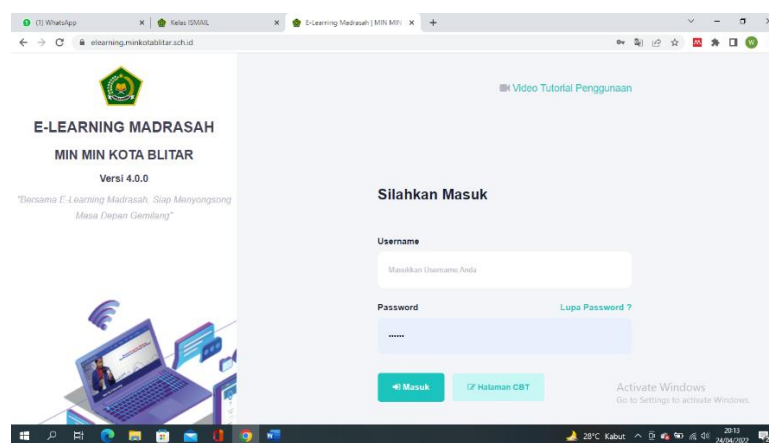 (1) WhatsApp
Kelas ISMAIL
E-Learning Madrasah | MIN MIN
elearning.minkotablitar.sch.id
Video Tutorial Penggunaan
E-LEARNING MADRASAH
MIN MIN KOTA BLITAR
Versi 4.0.0
"Bersama E-Learning Madrasah, Siap Menyongsong
Masa Depan Gemilang"
Silahkan Masuk
Username
Masukkan Username Anda
Password
Lupa Password ?
Masuk
Halaman CBT
Activate Windows
Go to Settings to activate Windows.
28°C Kabut
20:13
24/04/2022